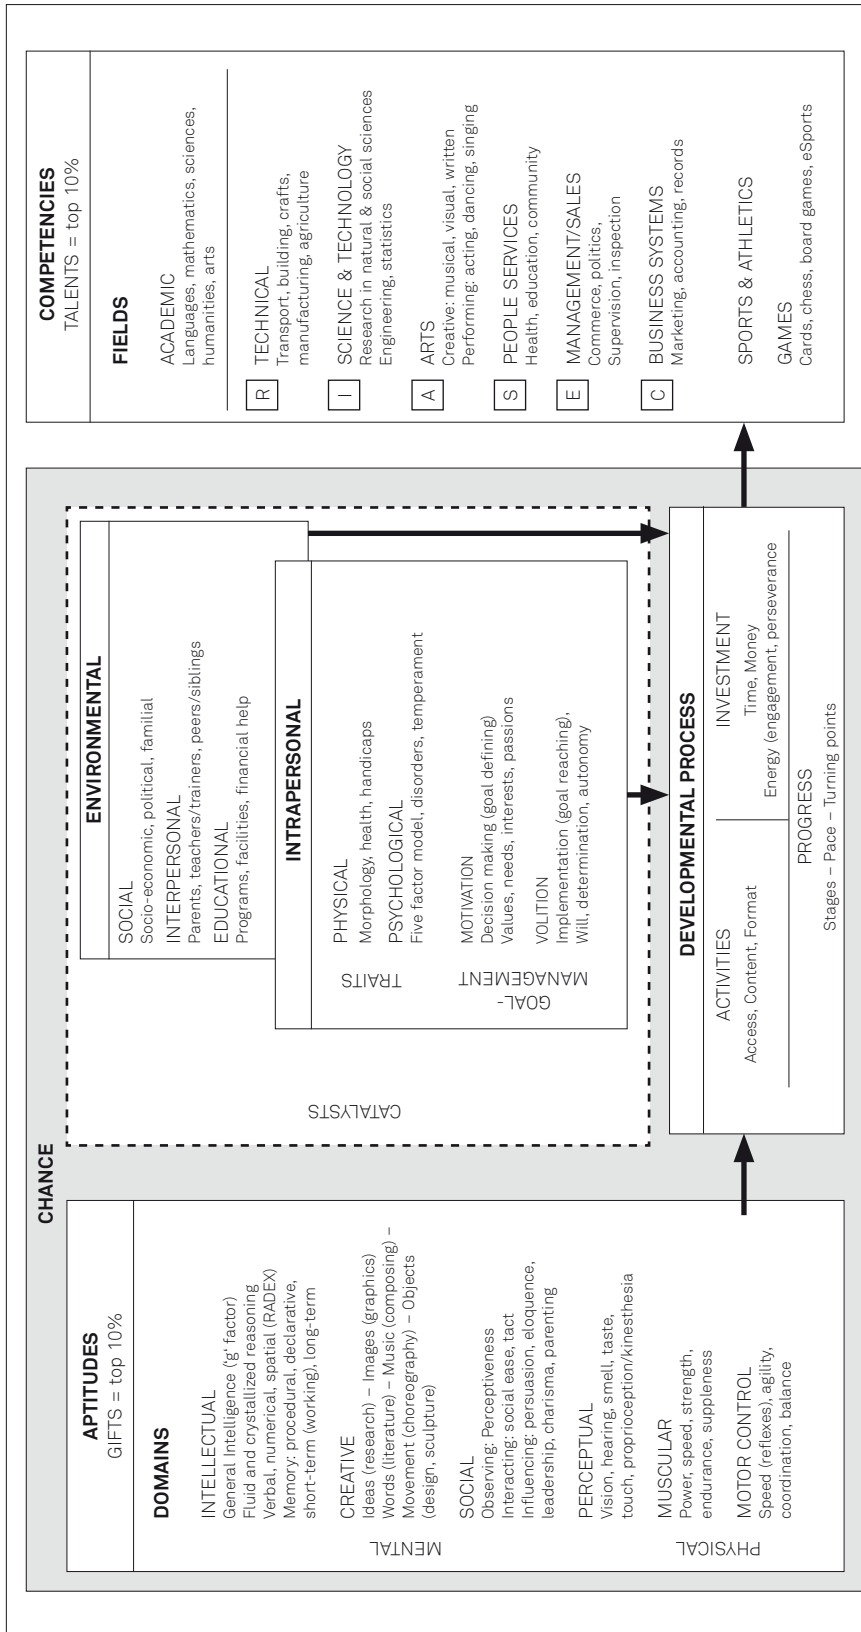 CHANCE
APTITUDES
GIFTS = top 10%
DOMAINS
MENTAL
INTELLECTUAL
General Intelligence ('g' factor)
Fluid and crystallized reasoning
Verbal, numerical, spatial (RADEX)
Memory: procedural, declarative,
short-term (working), long-term
CREATIVE
Ideas (research) – Images (graphics)
Words (literature) – Music (composing) –
Movement (choreography) – Objects
(design, sculpture)
SOCIAL
Observing: Perceptiveness
Interacting: social ease, tact
Influencing: persuasion, eloquence,
leadership, charisma, parenting
PERCEPTUAL
Vision, hearing, smell, taste,
touch, proprioception/kinesthesia
PHYSICAL
MUSCULAR
Power, speed, strength,
endurance, suppleness
MOTOR CONTROL
Speed (reflexes), agility,
coordination, balance
CATALYSTS
ENVIRONMENTAL
SOCIAL
Socio-economic, political, familial
INTERPERSONAL
Parents, teachers/trainers, peers/siblings
EDUCATIONAL
Programs, facilities, financial help
INTRAPERSONAL
TRAITS
PHYSICAL
Morphology, health, handicaps
PSYCHOLOGICAL
Five factor model, disorders, temperament
GOAL-
MANAGEMENT
MOTIVATION
Decision making (goal defining)
Values, needs, interests, passions
VOLITION
Implementation (goal reaching),
Will, determination, autonomy
DEVELOPMENTAL PROCESS
ACTIVITIES
Access, Content, Format
INVESTMENT
Time, Money
Energy (engagement, perseverance
PROGRESS
Stages – Pace – Turning points
COMPETENCIES
TALENTS = top 10%
FIELDS
ACADEMIC
Languages, mathematics, sciences,
humanities, arts
R TECHNICAL
Transport, building, crafts,
manufacturing, agriculture
I SCIENCE & TECHNOLOGY
Research in natural & social sciences
Engineering, statistics
A ARTS
Creative: musical, visual, written
Performing: acting, dancing, singing
S PEOPLE SERVICES
Health, education, community
E MANAGEMENT/SALES
Commerce, politics,
Supervision, inspection
C BUSINESS SYSTEMS
Marketing, accounting, records
SPORTS & ATHLETICS
GAMES
Cards, chess, board games, eSports